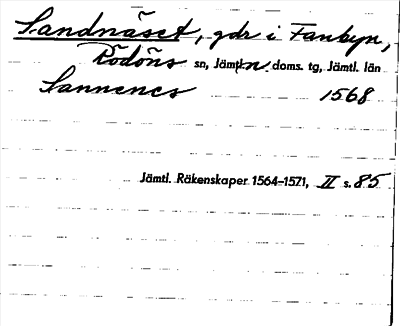 Sandnäset, gdr i Fanbyn,
Rödöns sn, Jämtl. n. doms. tg, Jämtl. län
Sannenes 1568
Jämtl. Räkenskaper 1564-1571, II s. 85